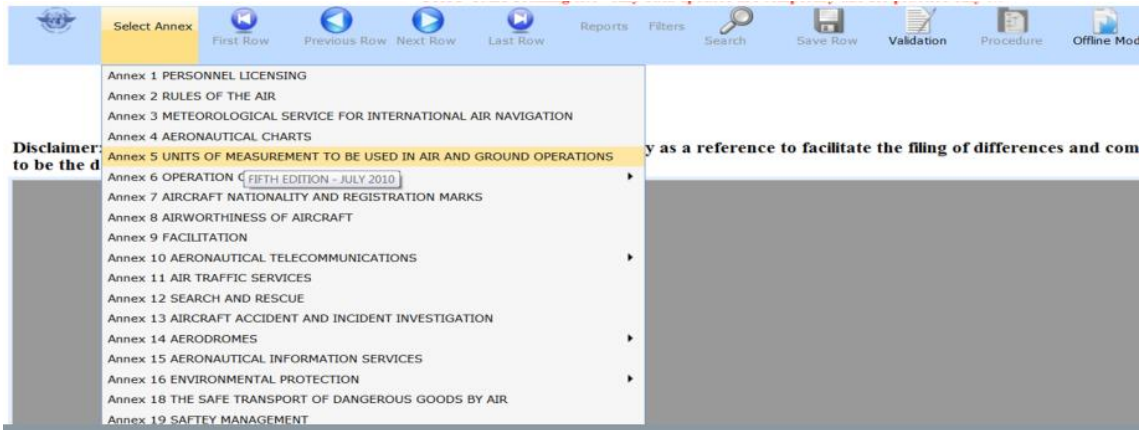 Select Annex
First Row
Previous Row
Next Row
Last Row
Reports
Filters
Search
Save Row
Validation
Procedure
Offline Mod
Annex 1 PERSONNEL LICENSING
Annex 2 RULES OF THE AIR
Annex 3 METEOROLOGICAL SERVICE FOR INTERNATIONAL AIR NAVIGATION
Annex 4 AERONAUTICAL CHARTS
Disclaimer: y as a reference to facilitate the filing of differences and com
Annex 5 UNITS OF MEASUREMENT TO BE USED IN AIR AND GROUND OPERATIONS
to be the d
Annex 6 OPERATION
FIFTH EDITION - JULY 2010
Annex 7 AIRCRAFT NATIONALITY AND REGISTRATION MARKS
Annex 8 AIRWORTHINESS OF AIRCRAFT
Annex 9 FACILITATION
Annex 10 AERONAUTICAL TELECOMMUNICATIONS
Annex 11 AIR TRAFFIC SERVICES
Annex 12 SEARCH AND RESCUE
Annex 13 AIRCRAFT ACCIDENT AND INCIDENT INVESTIGATION
Annex 14 AERODROMES
Annex 15 AERONAUTICAL INFORMATION SERVICES
Annex 16 ENVIRONMENTAL PROTECTION
Annex 18 THE SAFE TRANSPORT OF DANGEROUS GOODS BY AIR
Annex 19 SAFTEY MANAGEMENT